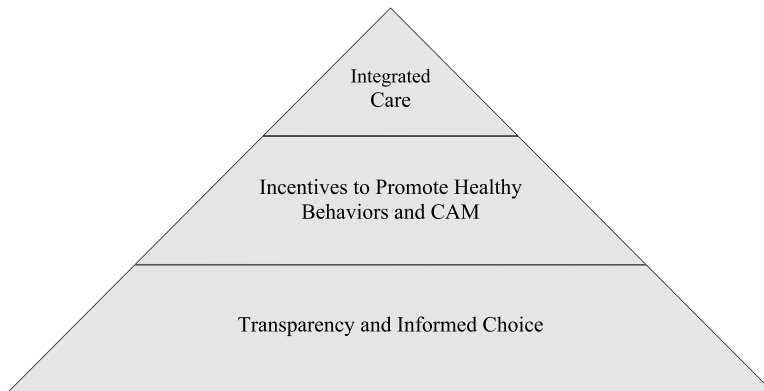 Integrated
Care
Incentives to Promote Healthy
Behaviors and CAM
Transparency and Informed Choice